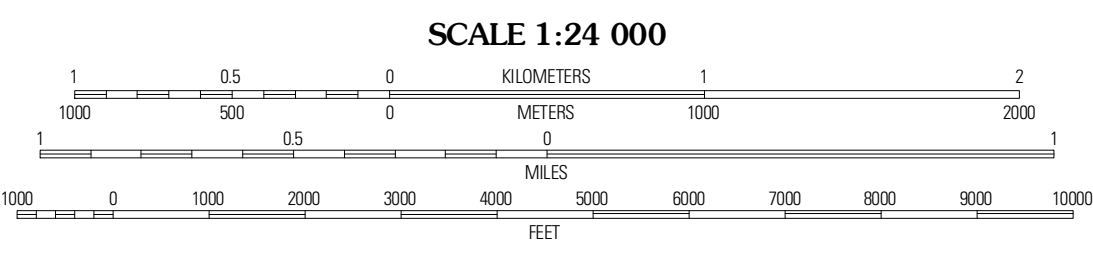 SCALE 1:24 000
1 0.5 0 KILOMETERS 1 2
1000 500 0 METERS 1000 2000
1 0.5 0 1
MILES
1000 0 1000 2000 3000 4000 5000 6000 7000 8000 9000 10000
FEET